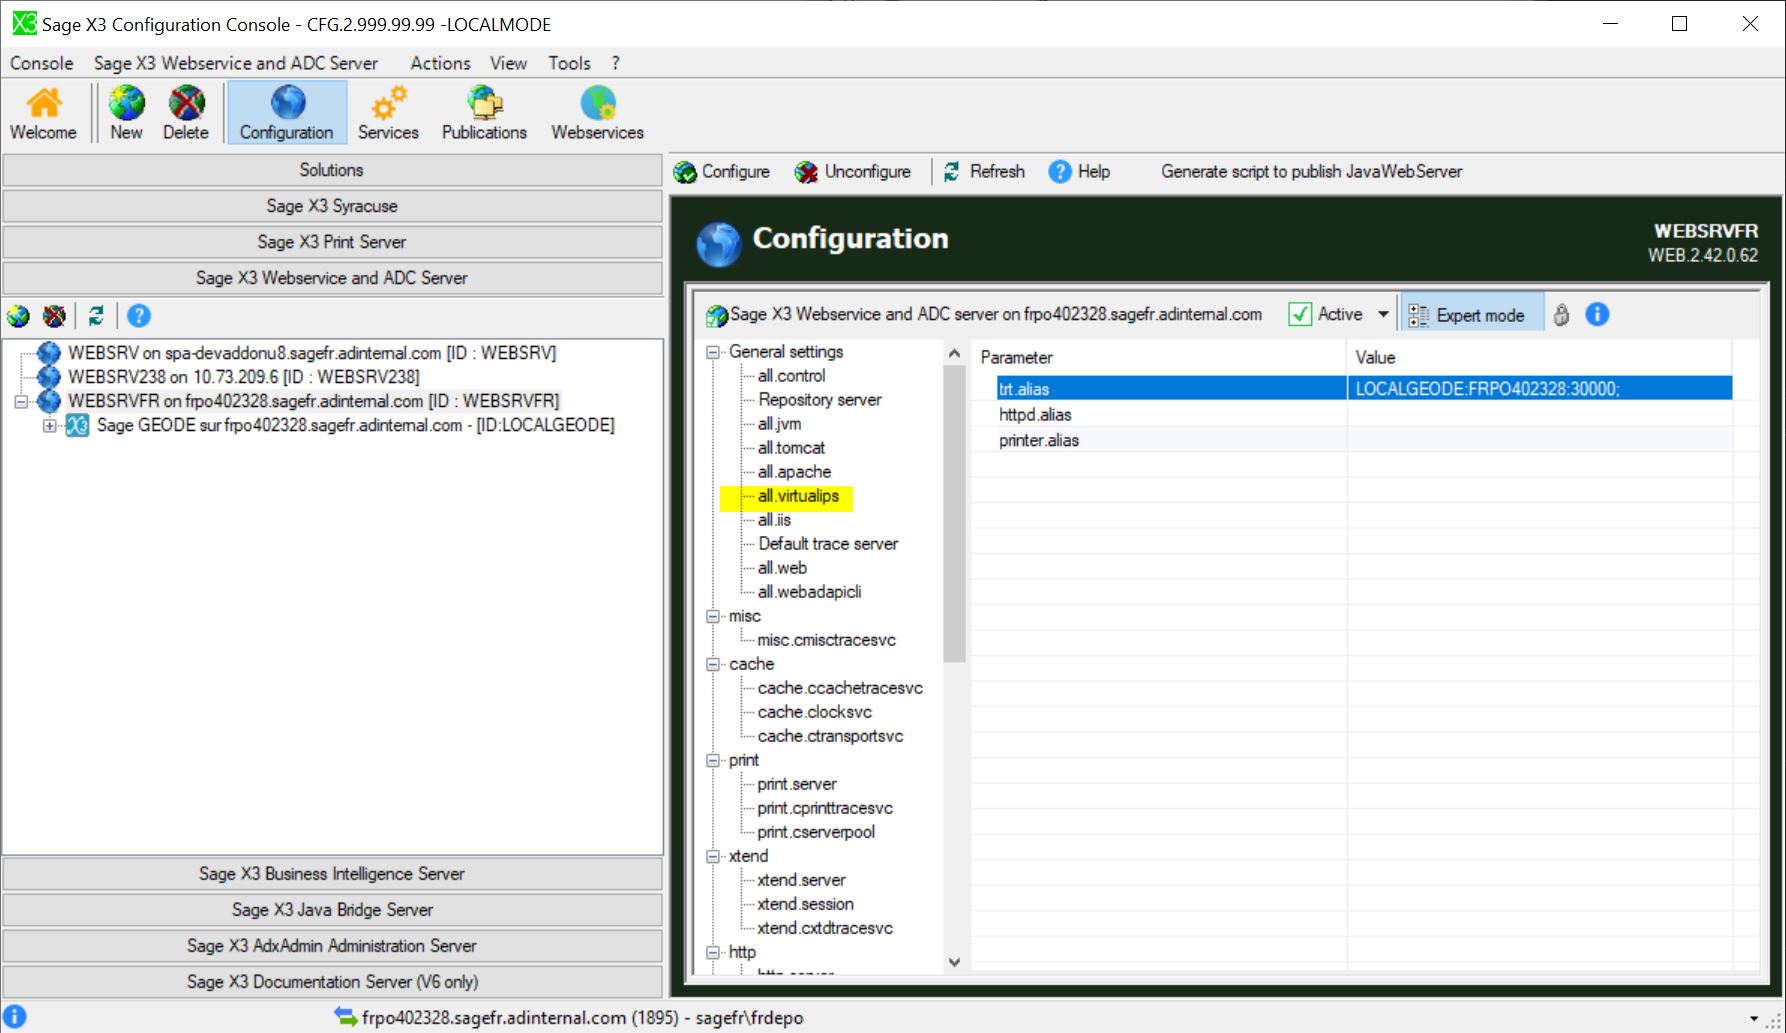 Sage X3 Configuration Console - CFG.2.999.99.99 -LOCALMODE
Console Sage X3 Webservice and ADC Server Actions View Tools ?
Welcome New Delete Configuration Services Publications Webservices
Solutions
Sage X3 Syracuse
Sage X3 Print Server
Sage X3 Webservice and ADC Server
WEBSRV on spa-devaddonu8.sagefr.adinternal.com [ID : WEBSRV]
WEBSRV238 on 10.73.209.6 [ID : WEBSRV238]
WEBSRVFR on frpo402328.sagefr.adinternal.com [ID : WEBSRVFR]
Sage GEODE sur frpo402328.sagefr.adinternal.com - [ID:LOCALGEODE]
Sage X3 Business Intelligence Server
Sage X3 Java Bridge Server
Sage X3 AdxAdmin Administration Server
Sage X3 Documentation Server (V6 only)
Configure Unconfigure Refresh Help Generate script to publish JavaWebServer
Configuration
WEBSRVFR
WEB.2.42.0.62
Sage X3 Webservice and ADC server on frpo402328.sagefr.adinternal.com Active Expert mode
General settings
all.control
Repository server
all.jvm
all.tomcat
all.apache
all.virtualips
all.iis
Default trace server
all.web
all.webadapicli
misc
misc.cmisctracesvc
cache
cache.ccachetracesvc
cache.clocksvc
cache.ctransportsvc
print
print.server
print.cprinttracesvc
print.cserverpool
xtend
xtend.server
xtend.session
xtend.cxtdtracesvc
http
http.server
Parameter Value
trt.alias LOCALGEODE:FRPO402328:30000;
httpd.alias
printer.alias
frpo402328.sagefr.adinternal.com (1895) - sagefr\frdepo